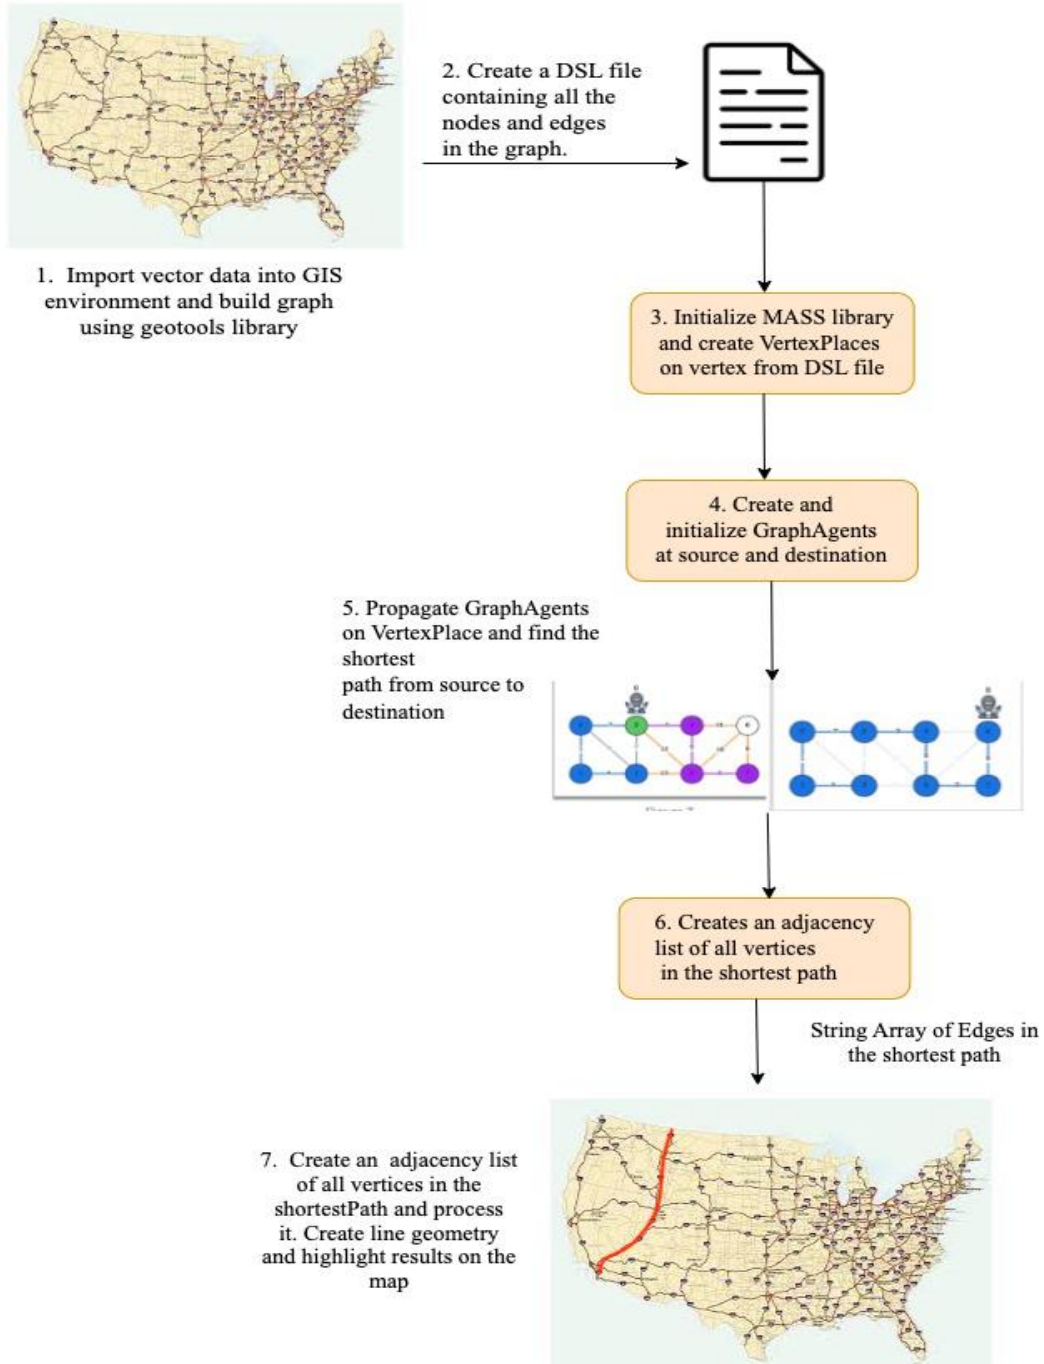 1. Import vector data into GIS
environment and build graph
using geotools library
2. Create a DSL file
containing all the
nodes and edges
in the graph.
3. Initialize MASS library
and create VertexPlaces
on vertex from DSL file
4. Create and
initialize GraphAgents
at source and destination
5. Propagate GraphAgents
on VertexPlace and find the
shortest
path from source to
destination
6. Creates an adjacency
list of all vertices
in the shortest path
String Array of Edges in
the shortest path
7. Create an adjacency list
of all vertices in the
shortestPath and process
it. Create line geometry
and highlight results on the
map